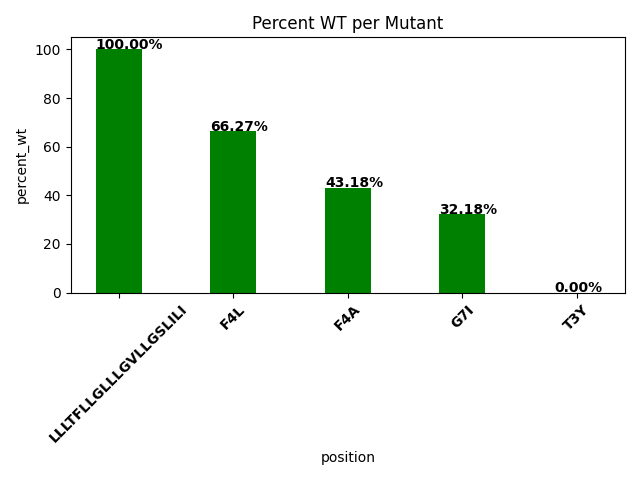 Percent WT per Mutant
percent_wt
100
80
60
40
20
0
100.00%
66.27%
43.18%
32.18%
0.00%
LLLTFLLGLLLGVLLGSLILI
F4L
F4A
G7I
T3Y
position